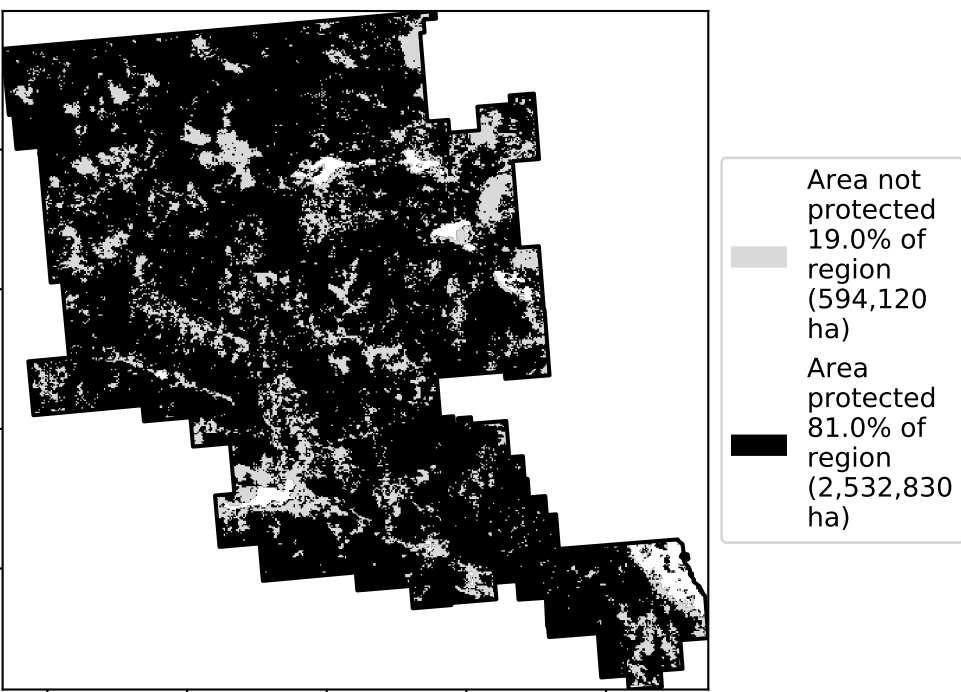 Area not
protected
19.0% of
region
(594,120
ha)
Area
protected
81.0% of
region
(2,532,830
ha)